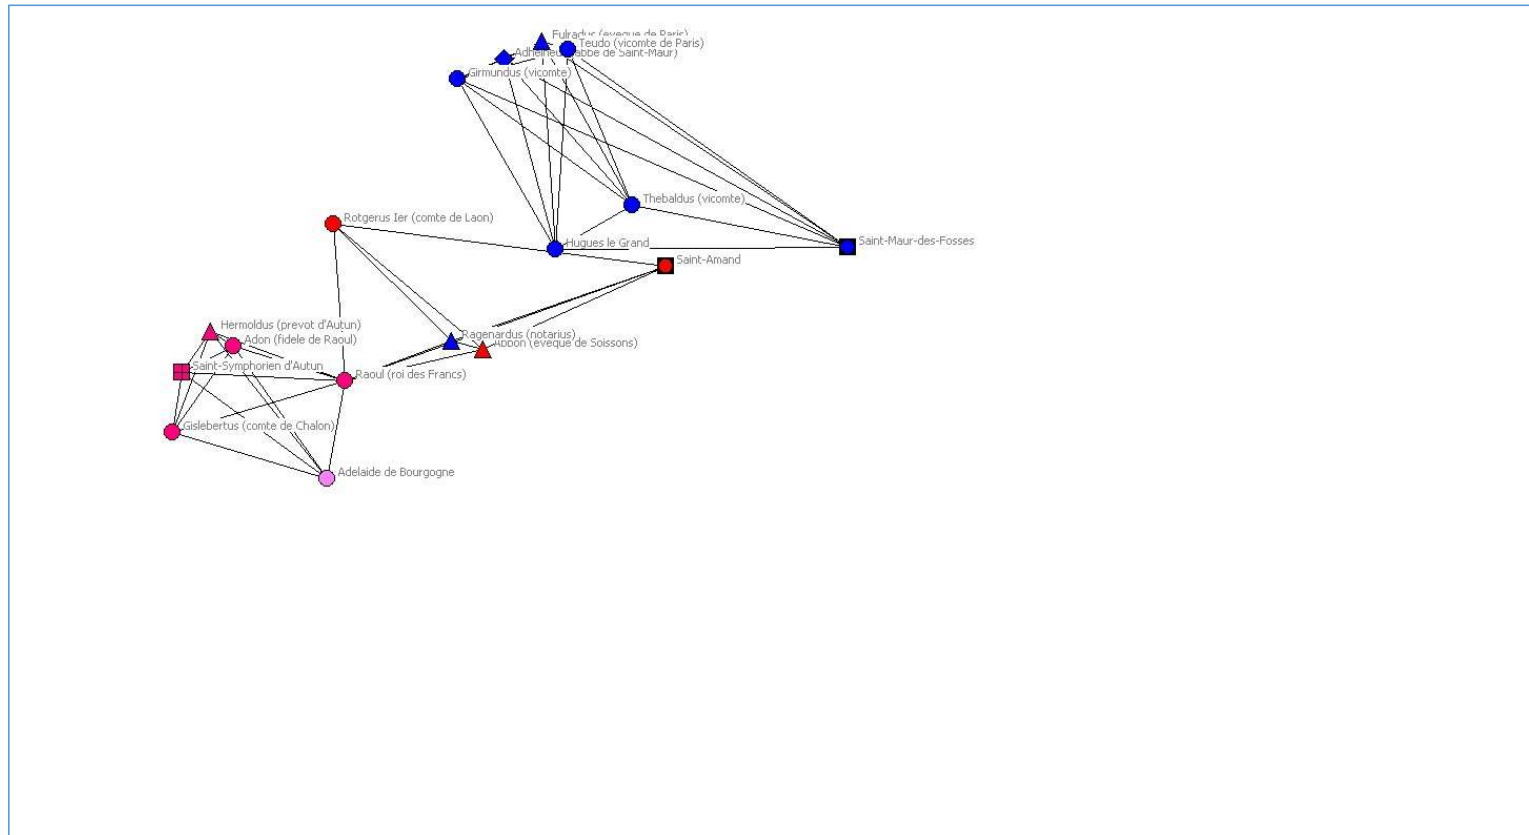 Fulradus (eveque de Paris)
Teudo (vicomte de Paris)
abbe de Saint-Maur)
Girmundus (vicomte)
Thebaldus (vicomte)
Rotgerus Ier (comte de Laon)
Hugues le Grand
Saint-Maur-des-Fosses
Saint-Amand
Hermoldus (prevot d'Autun)
Ragenardus (notarius)
Adon (fidele de Raoul)
Abbon (eveque de Soissons)
Saint-Symphorien d'Autun
Raoul (roi des Francs)
Gislebertus (comte de Chalon)
Adelaide de Bourgogne